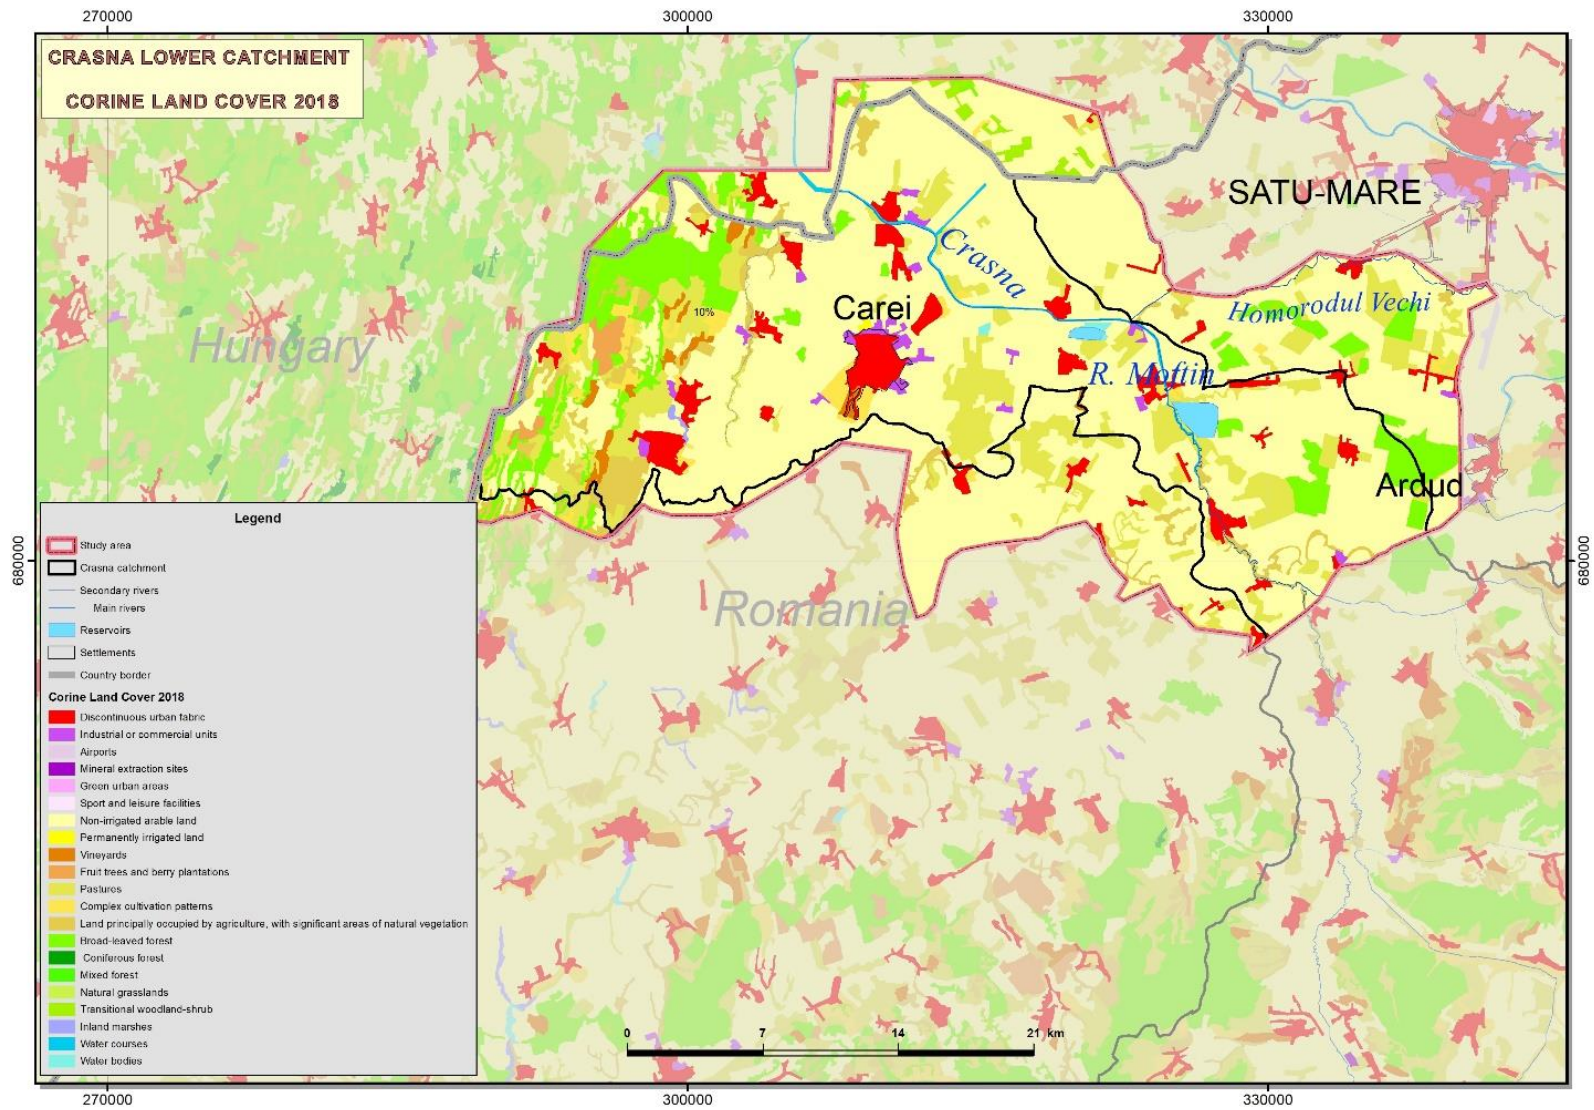 270000
300000
330000
CRASNA LOWER CATCHMENT
CORINE LAND COVER 2018
SATU-MARE
Crasna
Carei
Homorodul Vechi
10%
Hungary
R. Moftin
Ardud
Romania
680000
680000
Legend
Study area
Crasna catchment
Secondary rivers
Main rivers
Reservoirs
Settlements
Country border
Corine Land Cover 2018
Discontinuous urban fabric
Industrial or commercial units
Airports
Mineral extraction sites
Green urban areas
Sport and leisure facilities
Non-irrigated arable land
Permanently irrigated land
Vineyards
Fruit trees and berry plantations
Pastures
Complex cultivation patterns
Land principally occupied by agriculture, with significant areas of natural vegetation
Broad-leaved forest
Coniferous forest
Mixed forest
Natural grasslands
Transitional woodland-shrub
Inland marshes
Water courses
Water bodies
0 7 14 21 km
270000
300000
330000